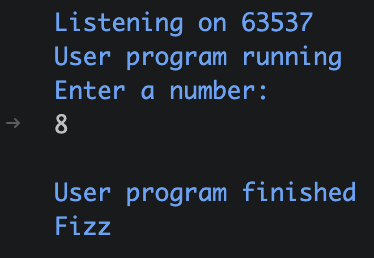 Listening on 63537
User program running
Enter a number:
→ 8
User program finished
Fizz